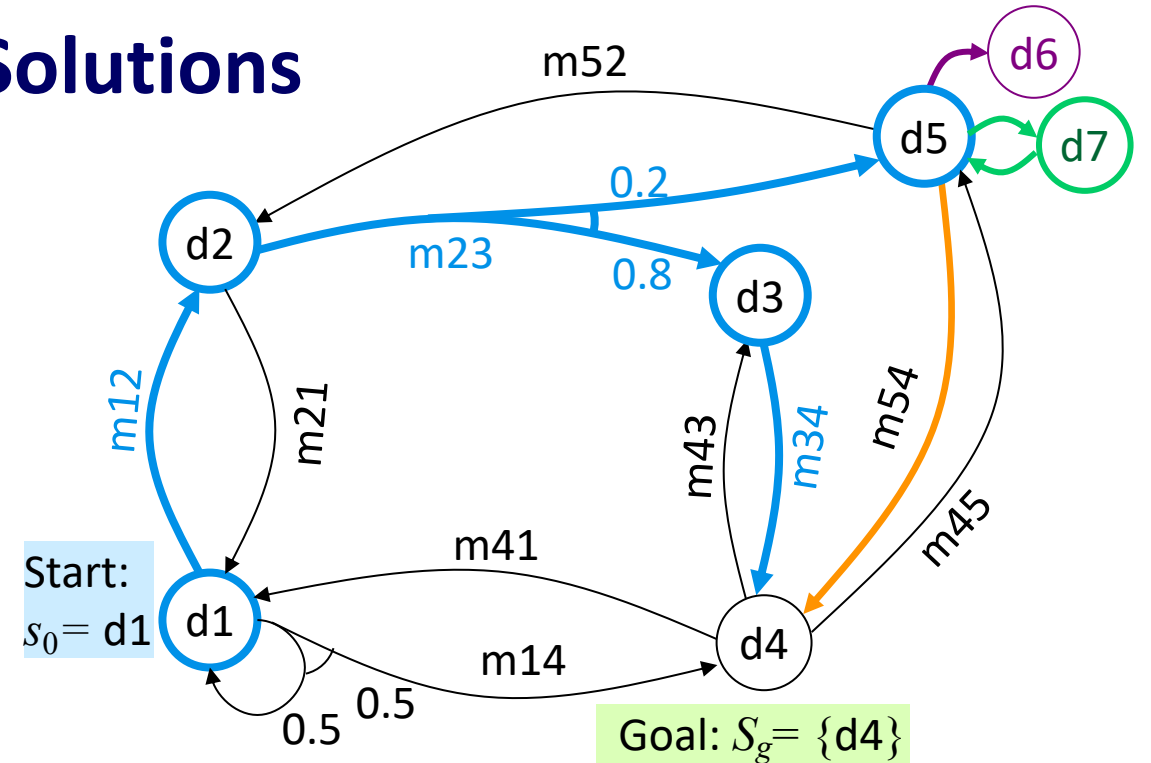 Solutions
m52
d6
d5
d7
0.2
d2
m23
0.8
d3
m12
m21
m43
m34
m54
m45
m41
Start:
s₀= d1
d1
d4
m14
0.5
0.5
Goal: S_g= {d4}